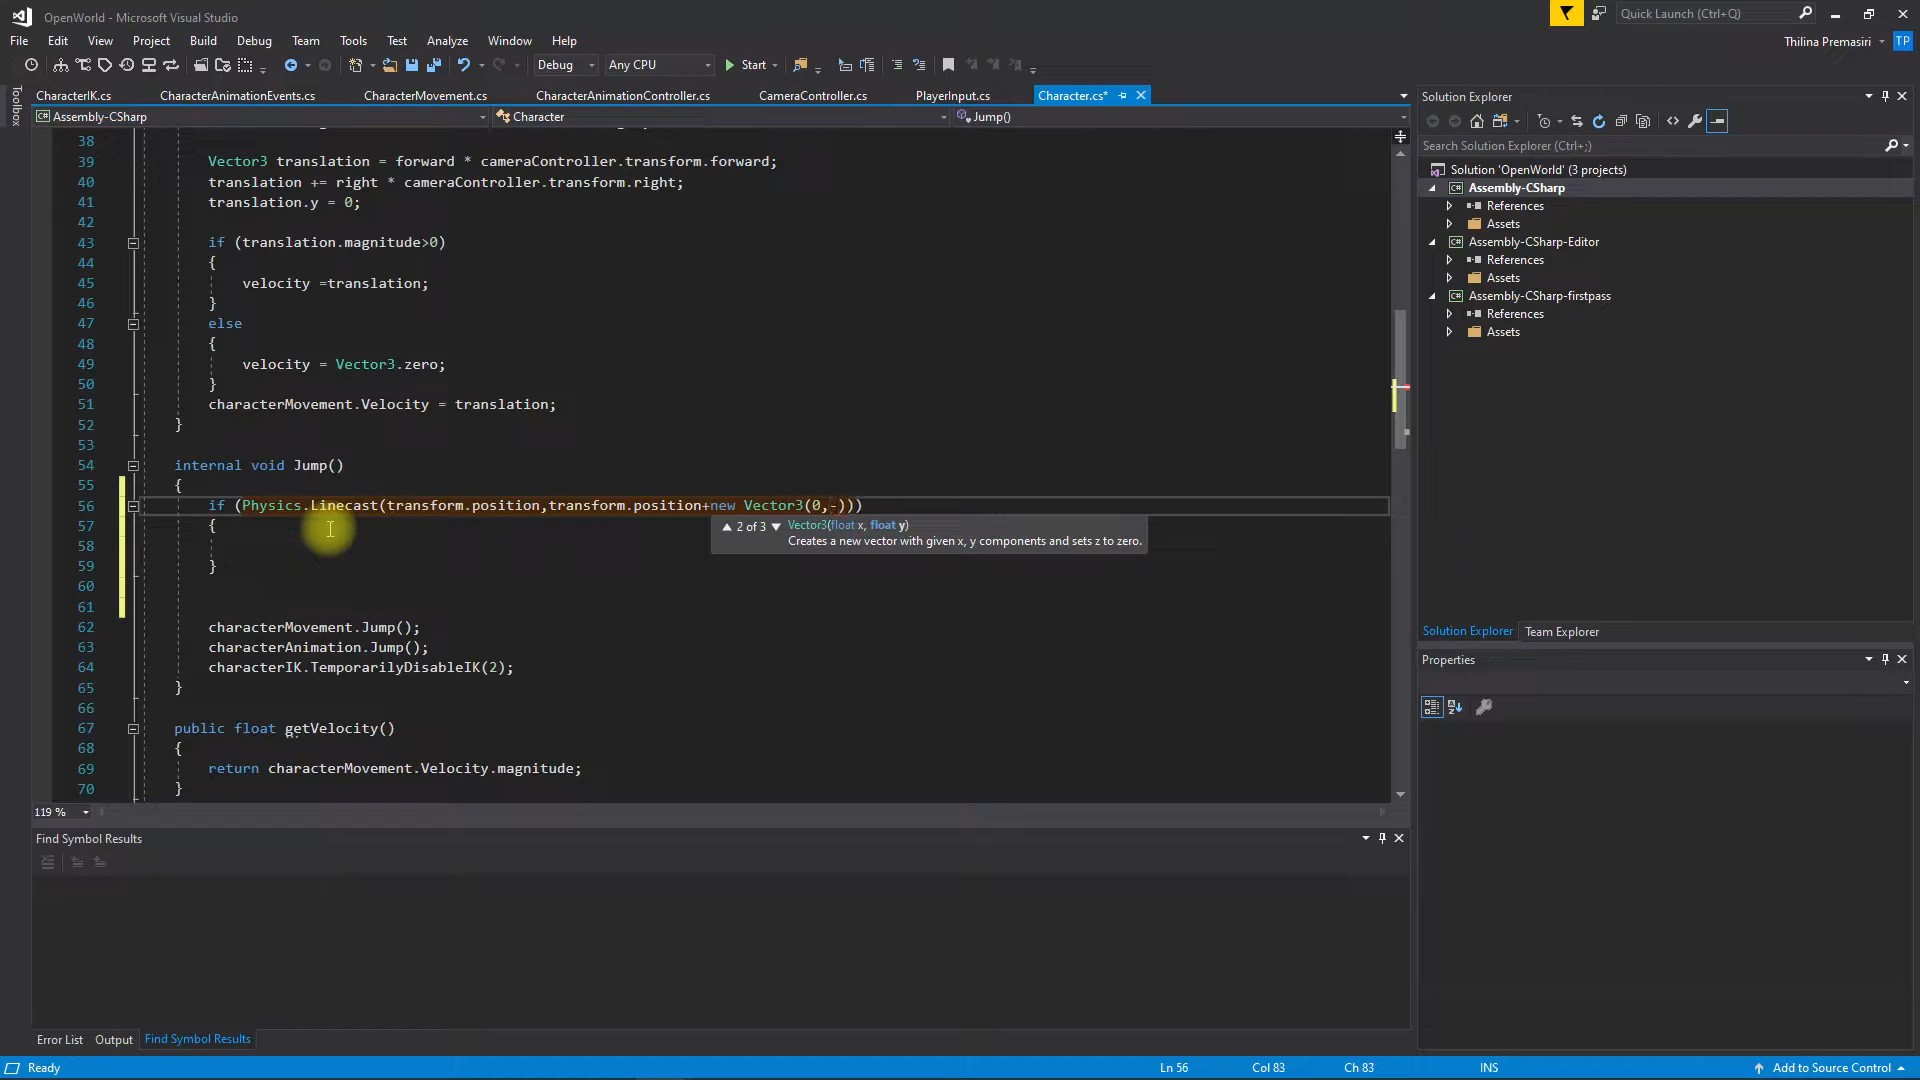 OpenWorld - Microsoft Visual Studio
Quick Launch (Ctrl+Q)
File Edit View Project Build Debug Team Tools Test Analyze Window Help
Thilina Premasiri TP
Debug Any CPU Start
Toolbox
CharacterIK.cs CharacterAnimationEvents.cs CharacterMovement.cs CharacterAnimationController.cs CameraController.cs PlayerInput.cs Character.cs*
Assembly-CSharp Character Jump()
38
39 Vector3 translation = forward * cameraController.transform.forward;
40 translation += right * cameraController.transform.right;
41 translation.y = 0;
42
43 if (translation.magnitude>0)
44 {
45 velocity =translation;
46 }
47 else
48 {
49 velocity = Vector3.zero;
50 }
51 characterMovement.Velocity = translation;
52 }
53
54 internal void Jump()
55 {
56 if (Physics.Linecast(transform.position,transform.position+new Vector3(0,-)))
57 {
2 of 3 Vector3(float x, float y)
Creates a new vector with given x, y components and sets z to zero.
58
59 }
60
61
62 characterMovement.Jump();
63 characterAnimation.Jump();
64 characterIK.TemporarilyDisableIK(2);
65 }
66
67 public float getVelocity()
68 {
69 return characterMovement.Velocity.magnitude;
70 }
119 %
Find Symbol Results
Error List Output Find Symbol Results
Solution Explorer
Search Solution Explorer (Ctrl+;)
Solution 'OpenWorld' (3 projects)
C# Assembly-CSharp
References
Assets
C# Assembly-CSharp-Editor
References
Assets
C# Assembly-CSharp-firstpass
References
Assets
Solution Explorer Team Explorer
Properties
Ready Ln 56 Col 83 Ch 83 INS Add to Source Control